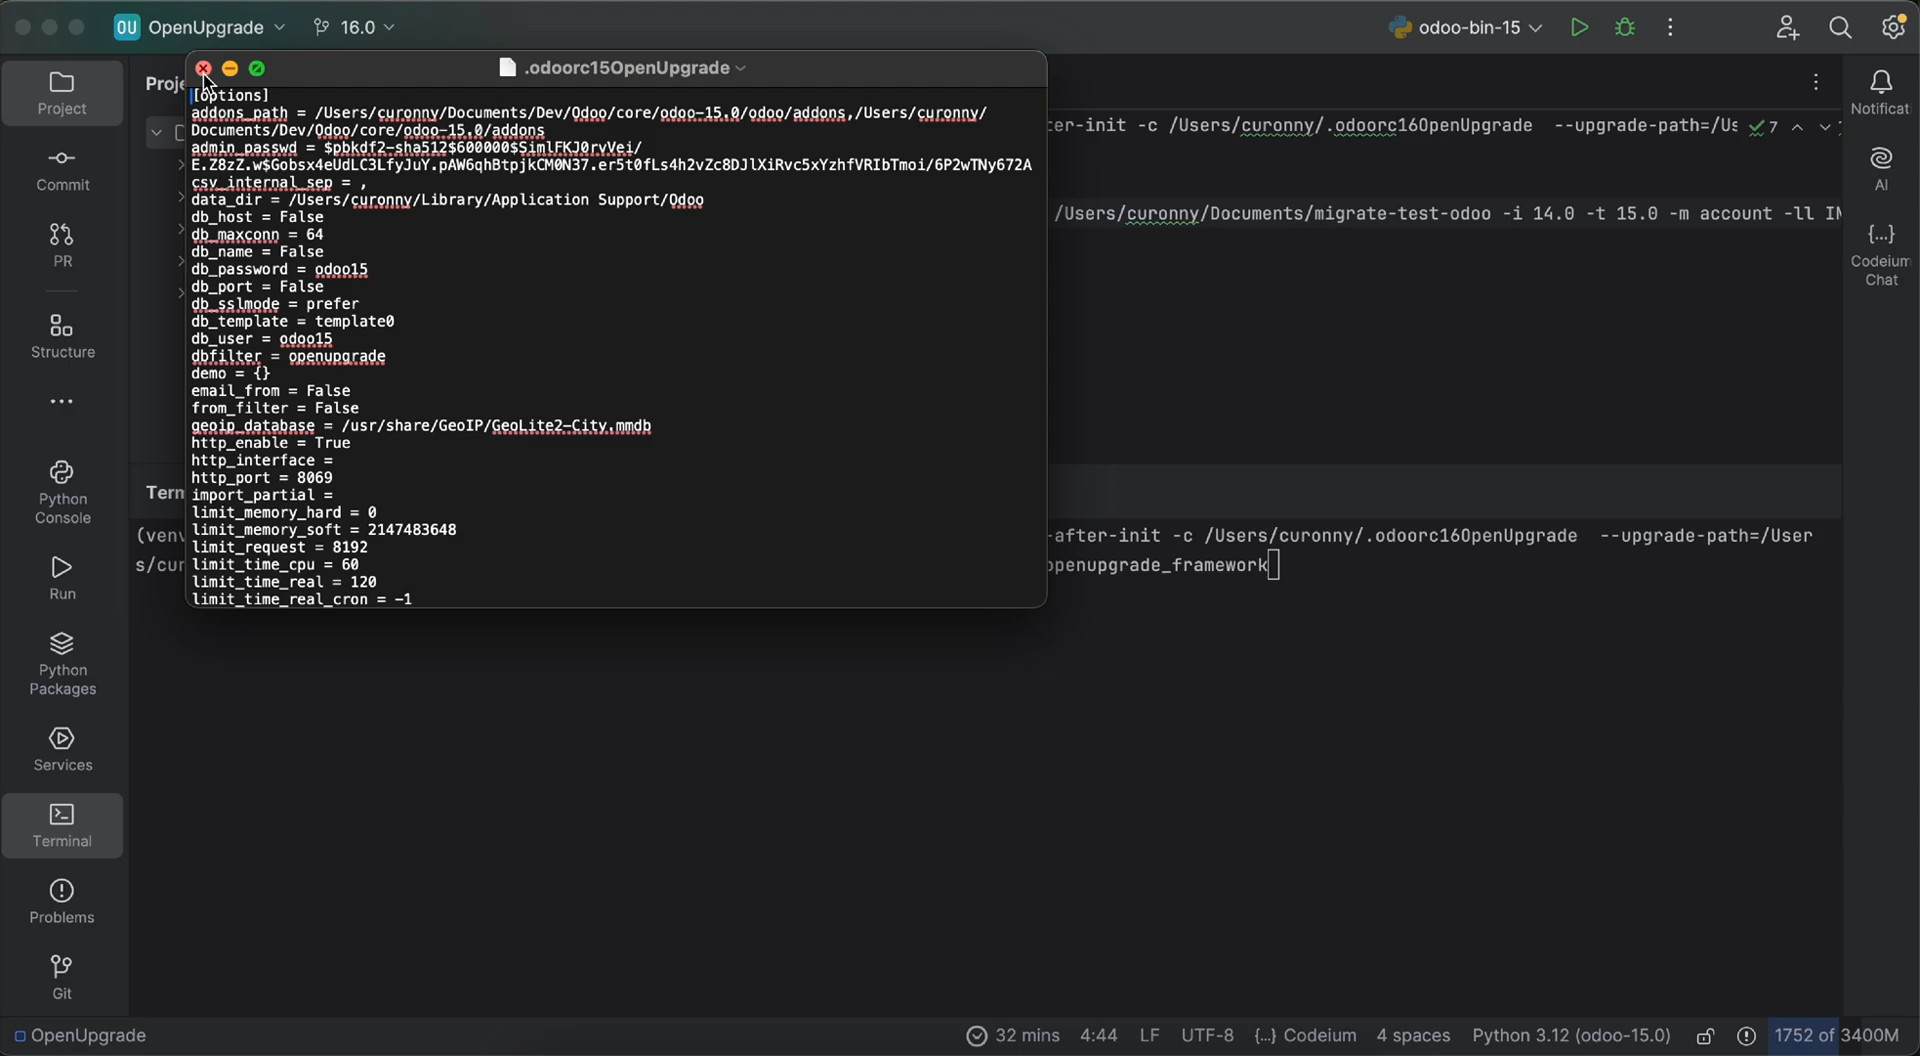 OU OpenUpgrade
16.0
odoo-bin-15
Project
Commit
PR
Structure
Python
Console
Run
Python
Packages
Services
Terminal
Problems
Git
Proje
.odoorc15OpenUpgrade
[options]
addons_path = /Users/curonny/Documents/Dev/Odoo/core/odoo-15.0/odoo/addons,/Users/curonny/
Documents/Dev/Odoo/core/odoo-15.0/addons
admin_passwd = $pbkdf2-sha512$600000$SimlFKJ0rvVei/
E.Z8zZ.w$Gobsx4eUdLC3LfyJuY.pAW6qhBtpjkCM0N37.er5t0fLs4h2vZc8DJlXiRvc5xYzhfVRIbTmoi/6P2wTNy672A
csv_internal_sep = ,
data_dir = /Users/curonny/Library/Application Support/Odoo
db_host = False
db_maxconn = 64
db_name = False
db_password = odoo15
db_port = False
db_sslmode = prefer
db_template = template0
db_user = odoo15
dbfilter = openupgrade
demo = {}
email_from = False
from_filter = False
geoip_database = /usr/share/GeoIP/GeoLite2-City.mmdb
http_enable = True
http_interface =
http_port = 8069
import_partial =
limit_memory_hard = 0
limit_memory_soft = 2147483648
limit_request = 8192
limit_time_cpu = 60
limit_time_real = 120
limit_time_real_cron = -1
er-init -c /Users/curonny/.odoorc16OpenUpgrade --upgrade-path=/Us 7
/Users/curonny/Documents/migrate-test-odoo -i 14.0 -t 15.0 -m account -ll IN
Notificat
AI
{...}
Codeium
Chat
Term
(venv -after-init -c /Users/curonny/.odoorc16OpenUpgrade --upgrade-path=/User
s/cur openupgrade_framework
OpenUpgrade
32 mins 4:44 LF UTF-8 {..} Codeium 4 spaces Python 3.12 (odoo-15.0) 1752 of 3400M